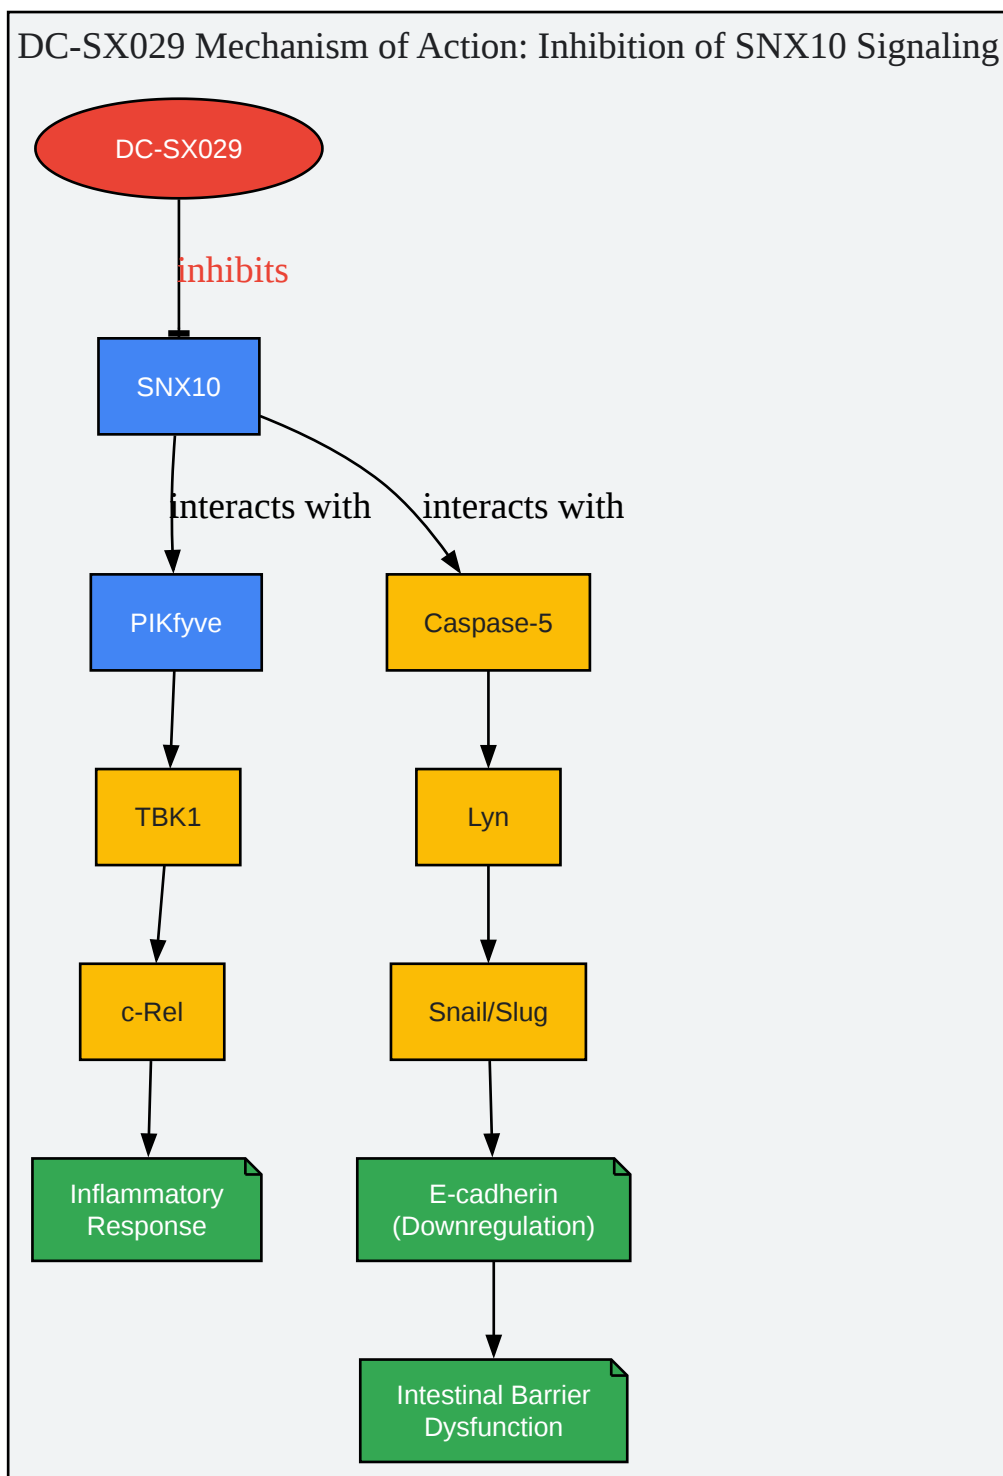 DC-SX029 Mechanism of Action: Inhibition of SNX10 Signaling
DC-SX029
inhibits
SNX10
interacts with
interacts with
PIKfyve
Caspase-5
TBK1
Lyn
c-Rel
Snail/Slug
Inflammatory
Response
E-cadherin
(Downregulation)
Intestinal Barrier
Dysfunction